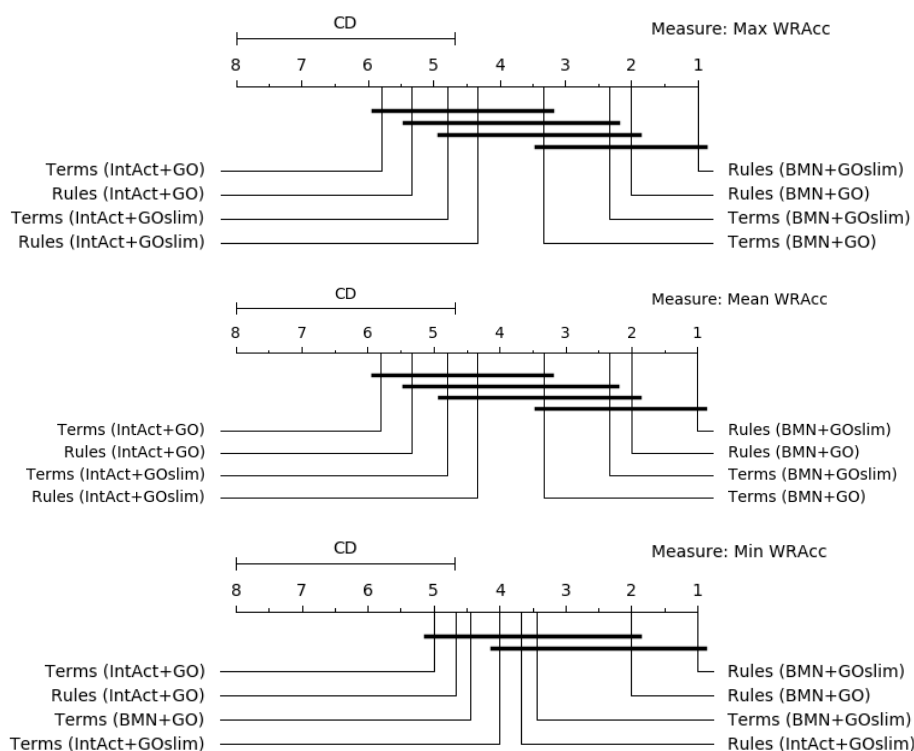 CD
Measure: Max WRAcc
8 7 6 5 4 3 2 1
Terms (IntAct+GO) Rules (BMN+GOslim)
Rules (IntAct+GO) Rules (BMN+GO)
Terms (IntAct+GOslim) Terms (BMN+GOslim)
Rules (IntAct+GOslim) Terms (BMN+GO)
CD
Measure: Mean WRAcc
8 7 6 5 4 3 2 1
Terms (IntAct+GO) Rules (BMN+GOslim)
Rules (IntAct+GO) Rules (BMN+GO)
Terms (IntAct+GOslim) Terms (BMN+GOslim)
Rules (IntAct+GOslim) Terms (BMN+GO)
CD
Measure: Min WRAcc
8 7 6 5 4 3 2 1
Terms (IntAct+GO) Rules (BMN+GOslim)
Rules (IntAct+GO) Rules (BMN+GO)
Terms (BMN+GO) Terms (BMN+GOslim)
Terms (IntAct+GOslim) Rules (IntAct+GOslim)